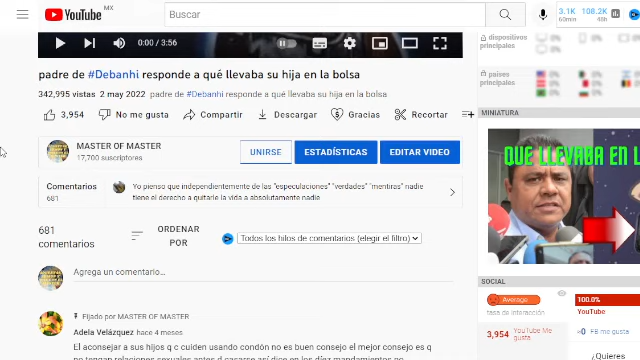 YouTube MX
Buscar
3.1K 108.2K
60min 48h
0:00 / 3:56
dispositivos
principales
padre de #Debanhi responde a qué llevaba su hija en la bolsa
342,995 vistas 2 may 2022 padre de #Debanhi responde a qué llevaba su hija en la bolsa
países
principales
3,954 No me gusta Compartir Descargar Gracias Recortar
MINIATURA
MASTER OF MASTER
17,700 suscriptores
UNIRSE ESTADÍSTICAS EDITAR VIDEO
QUE LLEVABA EN L
Comentarios
681
Yo pienso que independientemente de las "especulaciones" "verdades" "mentiras" nadie
tiene el derecho a quitarle la vida a absolutamente nadie
681
comentarios
ORDENAR
POR
Todos los hilos de comentarios (elegir el filtro)
Agrega un comentario...
SOCIAL
Average
tasa de interacción
100.0%
YouTube
Fijado por MASTER OF MASTER
Adela Velázquez hace 4 meses
3,954 YouTube Me
gusta
0 FB me gusta
El aconsejar a sus hijos q c cuiden usando condón no es buen consejo el mejor consejo es q
no tengan relaciones sexuales antes d casarse así dice en los diez mandamientos no
¿Quieres